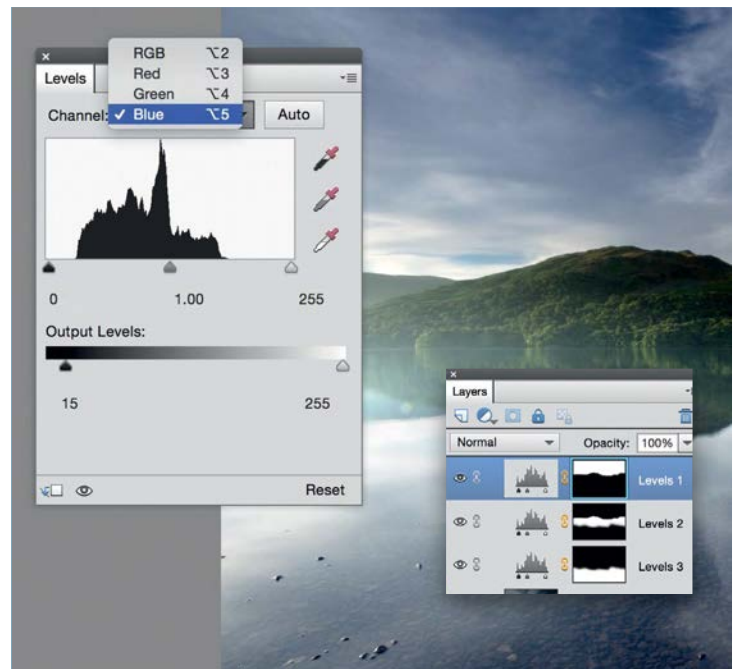 RGB ⌥2
Red ⌥3
Green ⌥4
✓ Blue ⌥5
Levels
Channel:
Auto
0 1.00 255
Output Levels:
15 255
Reset
Layers
Normal Opacity: 100%
Levels 1
Levels 2
Levels 3